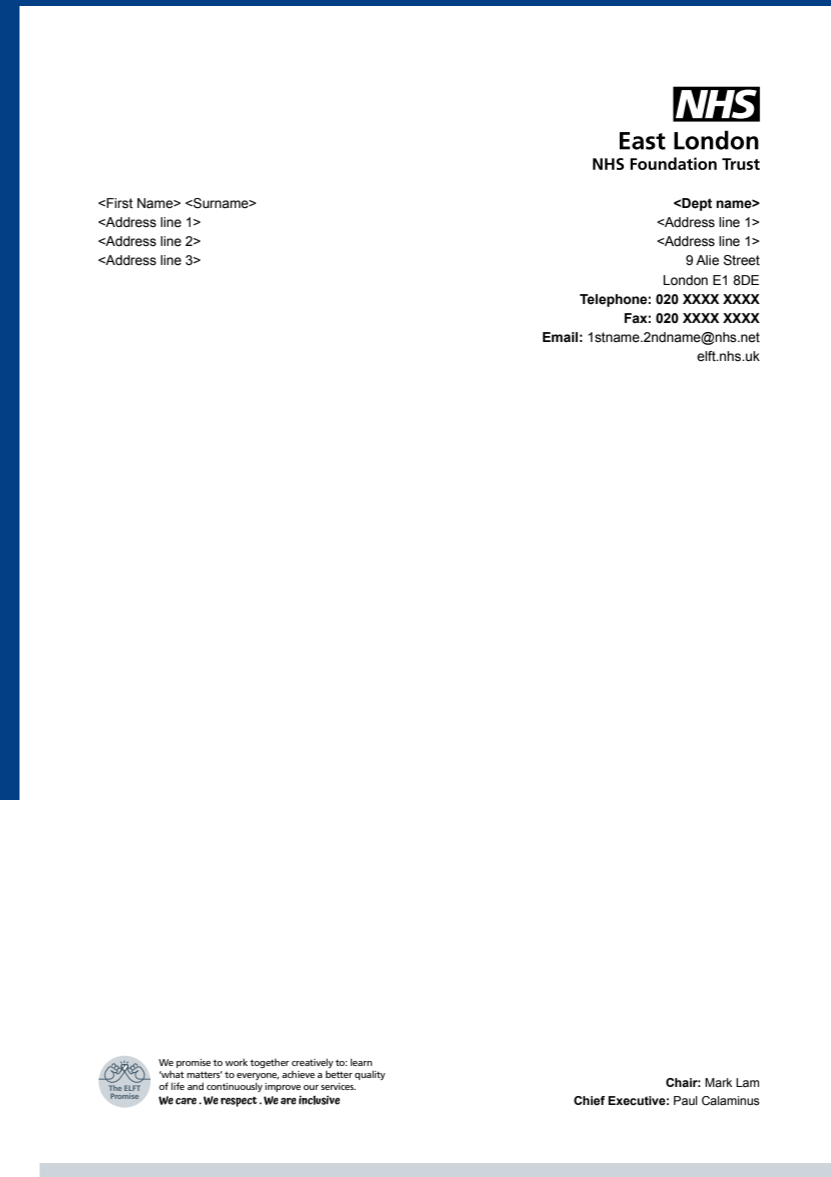 NHS
East London
NHS Foundation Trust
<First Name> <Surname>
<Address line 1>
<Address line 2>
<Address line 3>
<Dept name>
<Address line 1>
<Address line 1>
9 Alie Street
London E1 8DE
Telephone: 020 XXXX XXXX
Fax: 020 XXXX XXXX
Email: 1stname.2ndname@nhs.net
elft.nhs.uk
The ELFT
Promise
We promise to work together creatively to: learn
‘what matters’ to everyone, achieve a better quality
of life and continuously improve our services.
We care . We respect . We are inclusive
Chair: Mark Lam
Chief Executive: Paul Calaminus